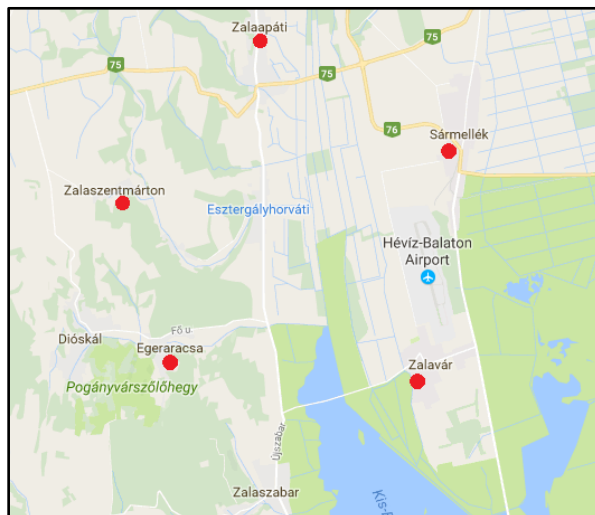 Zalaapáti
75
75
75
76
Sármellék
Zalaszentmárton
Esztergályhorváti
Hévíz-Balaton
Airport
Fő u
Dióskál
Egeraracsa
Zalavár
Pogányvárszőlőhegy
Újszabar
Zalaszabar